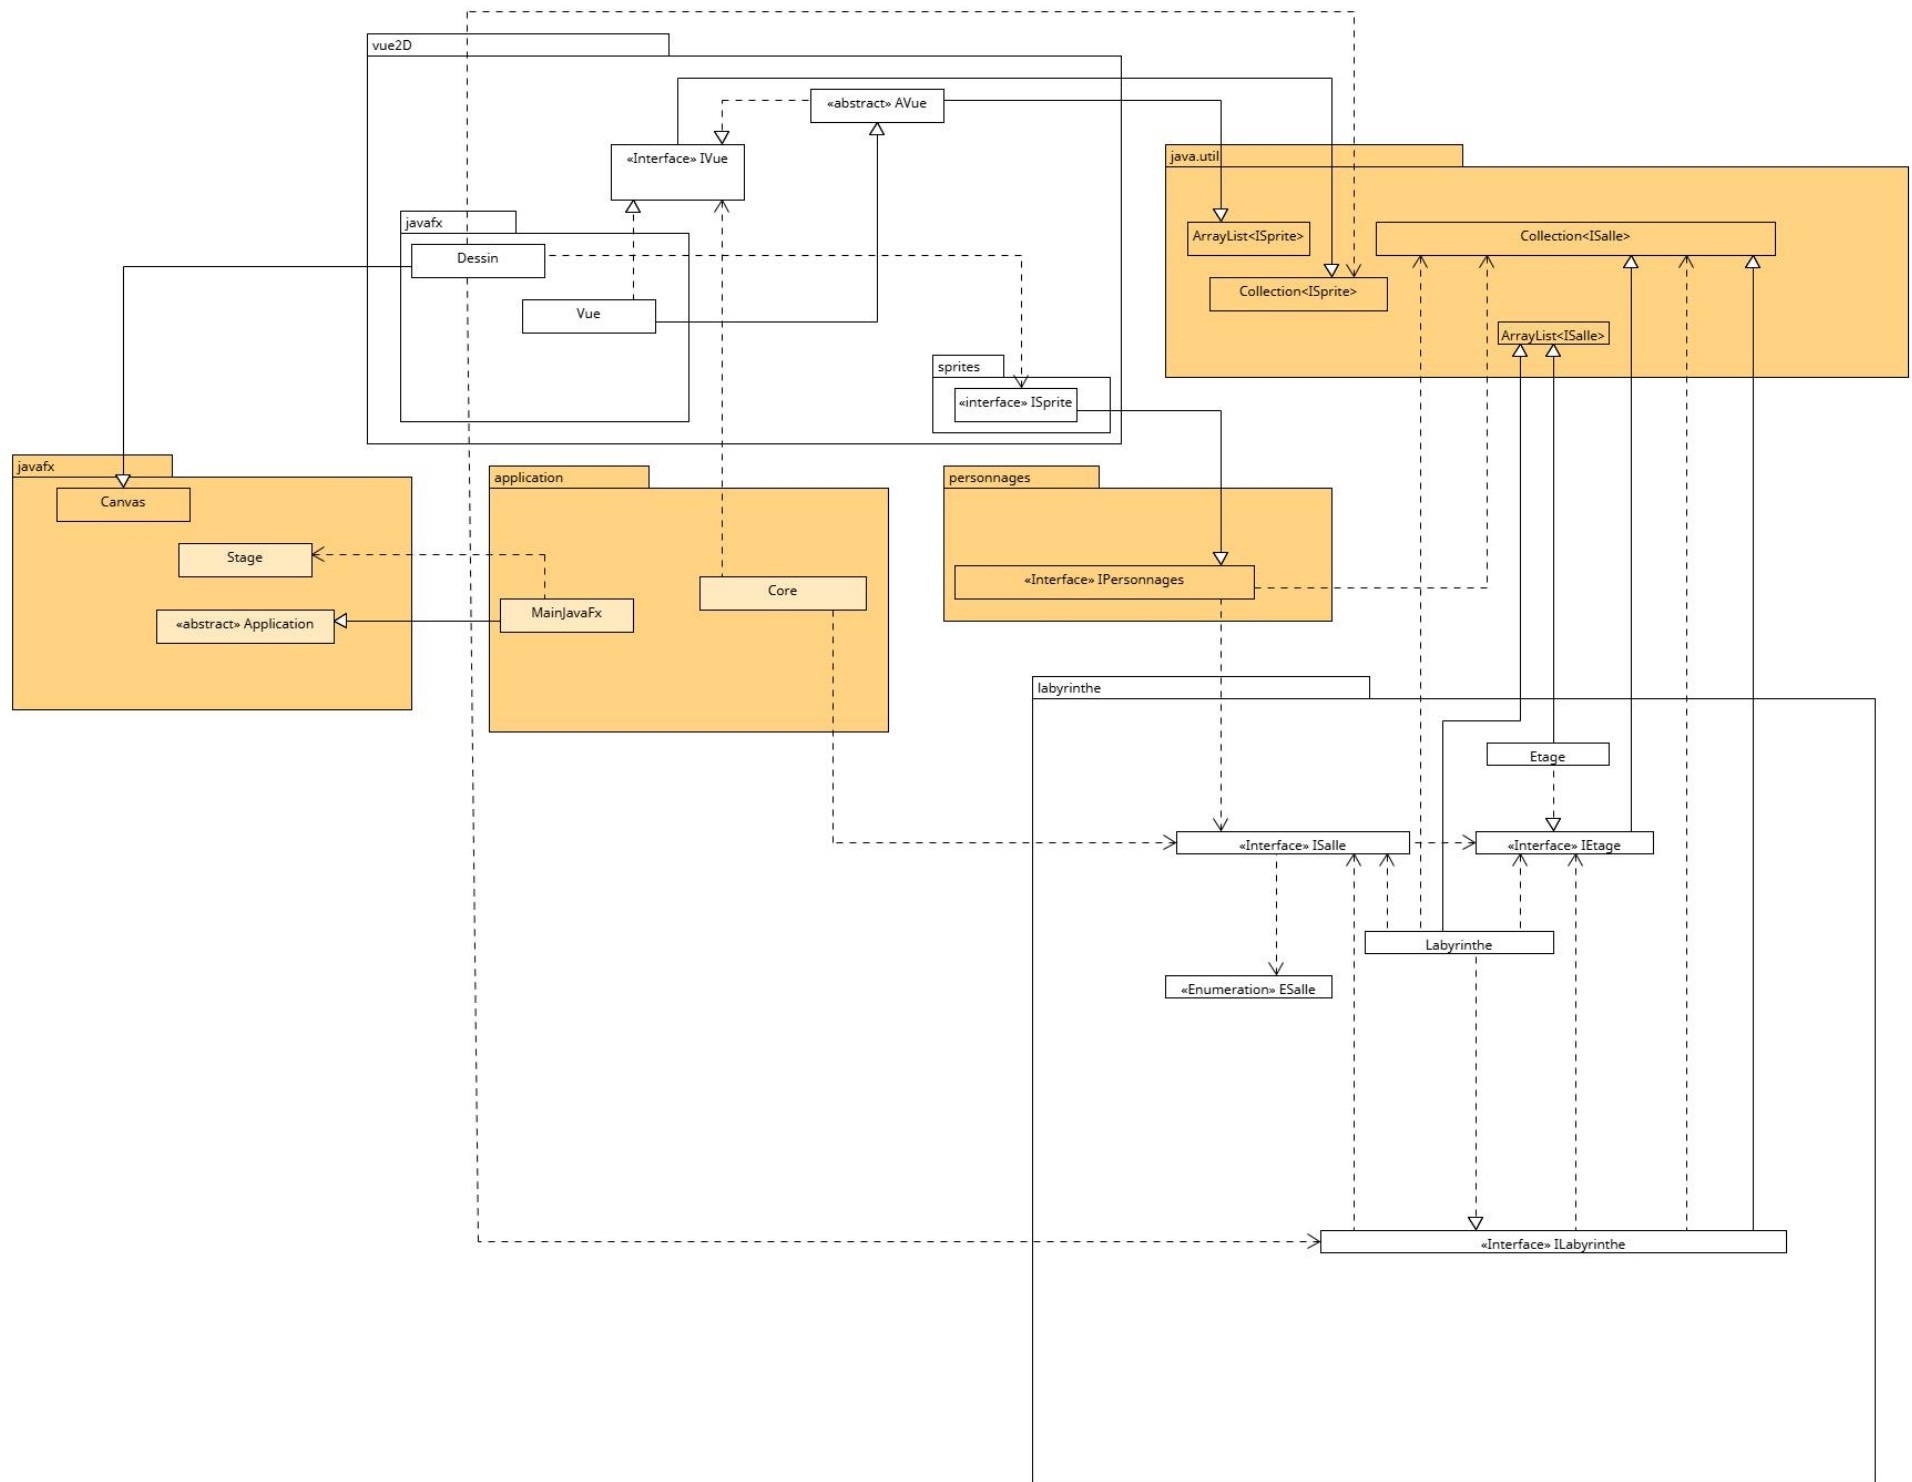 vue2D
«abstract» AVue
«Interface» IVue
java.util
javafx
ArrayList<ISprite>
Collection<ISalle>
Dessin
Collection<ISprite>
Vue
ArrayList<ISalle>
sprites
«interface» ISprite
javafx
application
personnages
Canvas
Stage
«Interface» IPersonnages
Core
MainJavaFx
«abstract» Application
labyrinthe
Etage
«Interface» ISalle
«Interface» IEtage
Labyrinthe
«Enumeration» ESalle
«Interface» ILabyrinthe